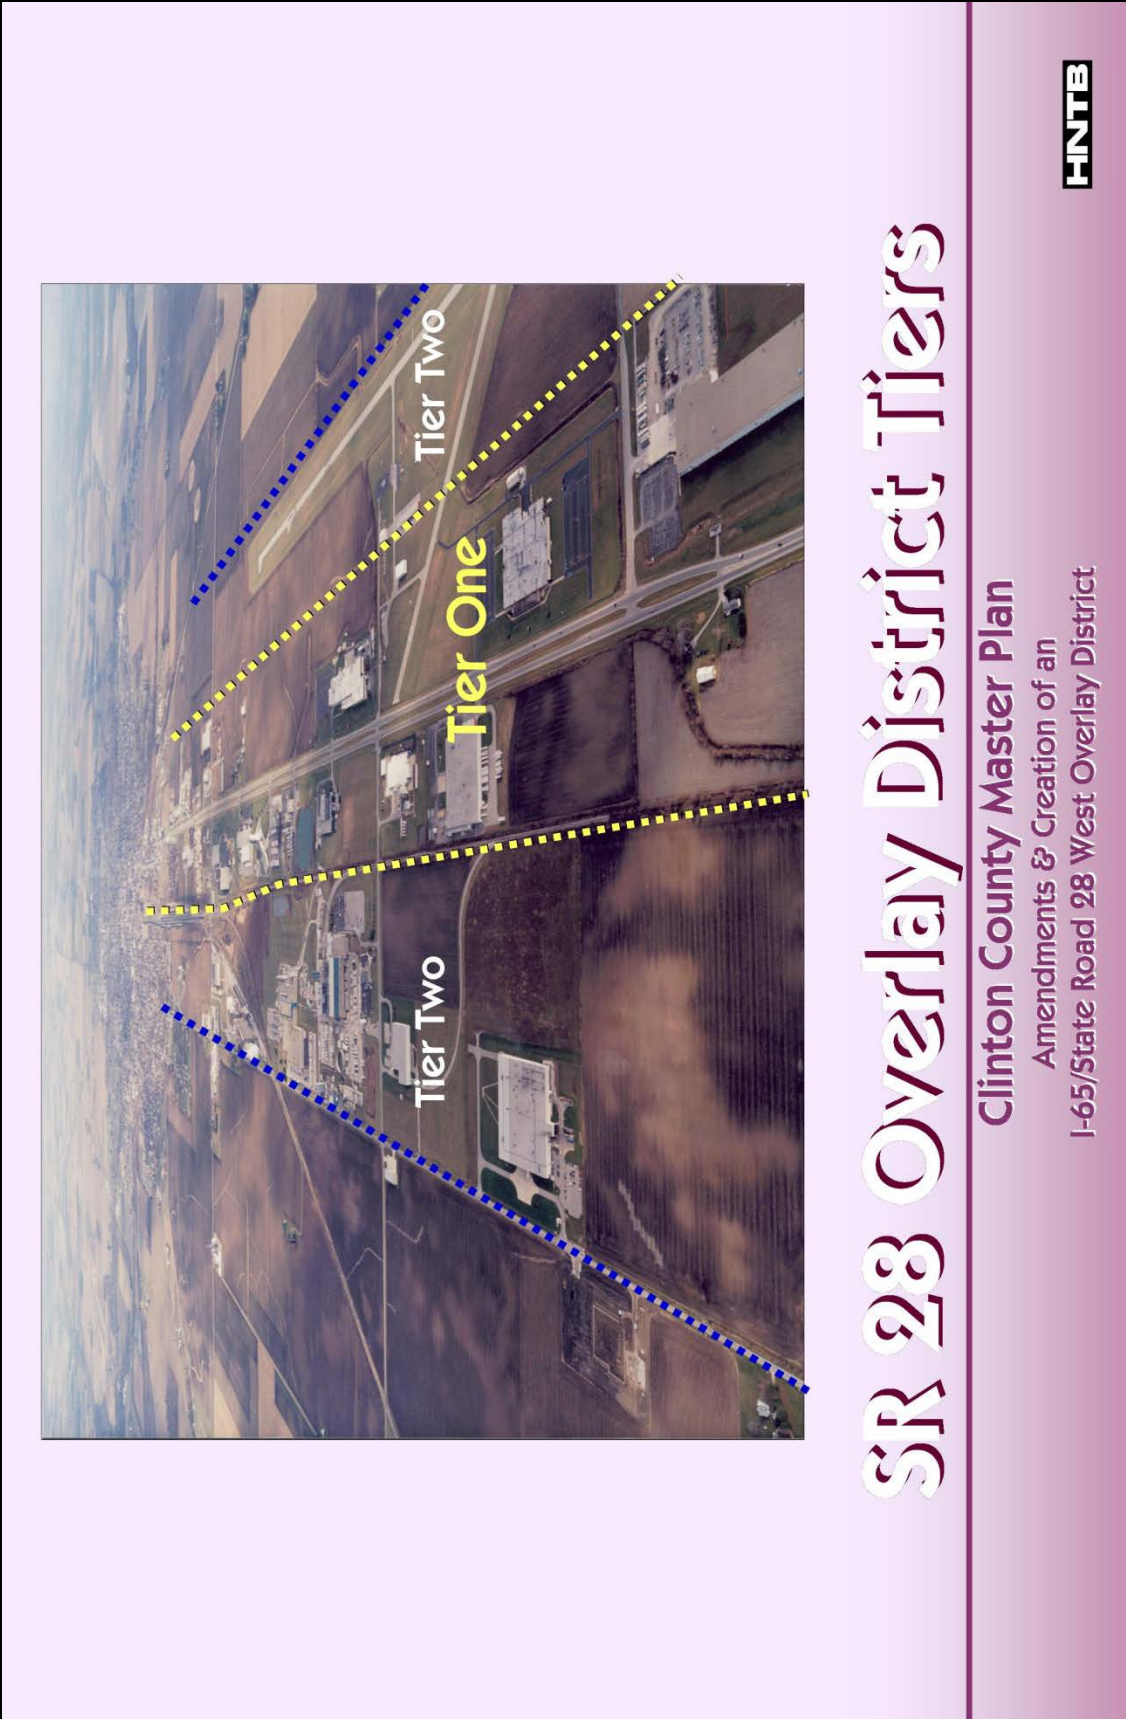 Tier Two
Tier One
Tier Two
SR 28 Overlay District Tiers
Clinton County Master Plan
Amendments & Creation of an
I-65/State Road 28 West Overlay District
HNTB